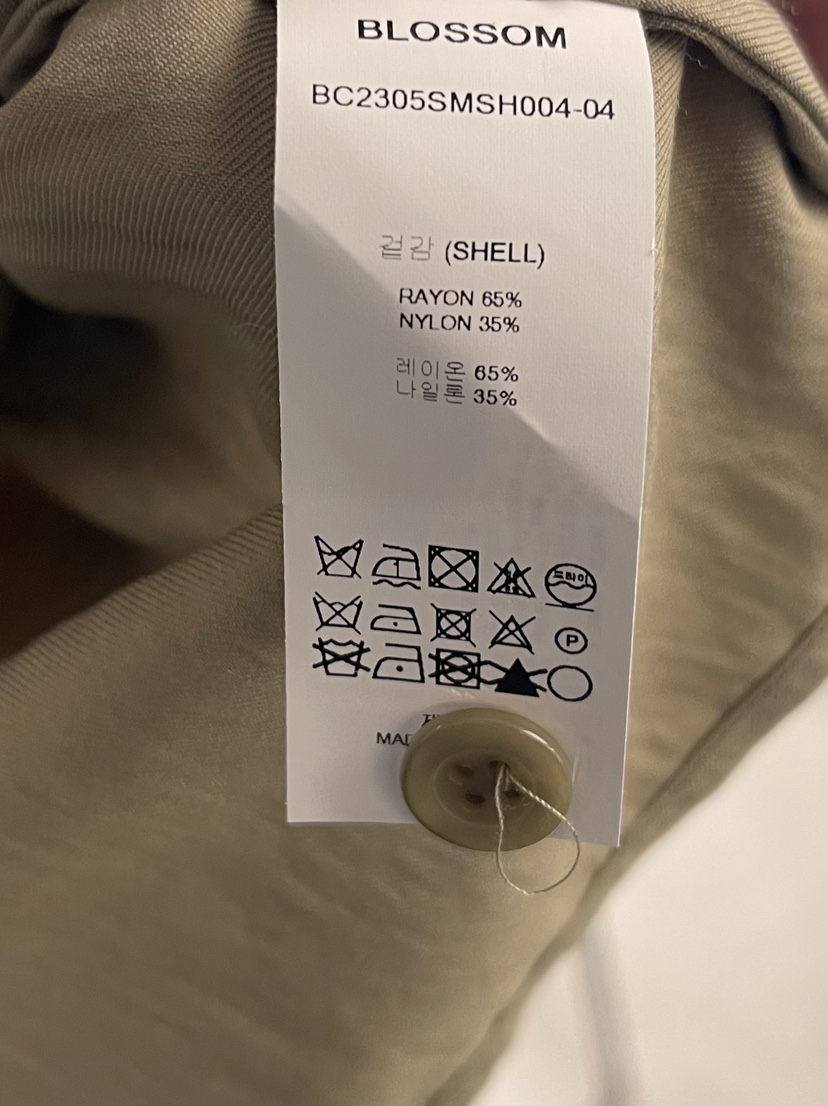 BLOSSOM
BC2305SMSH004-04
겉감 (SHELL)
RAYON 65%
NYLON 35%
레이온 65%
나일론 35%
드라이
P